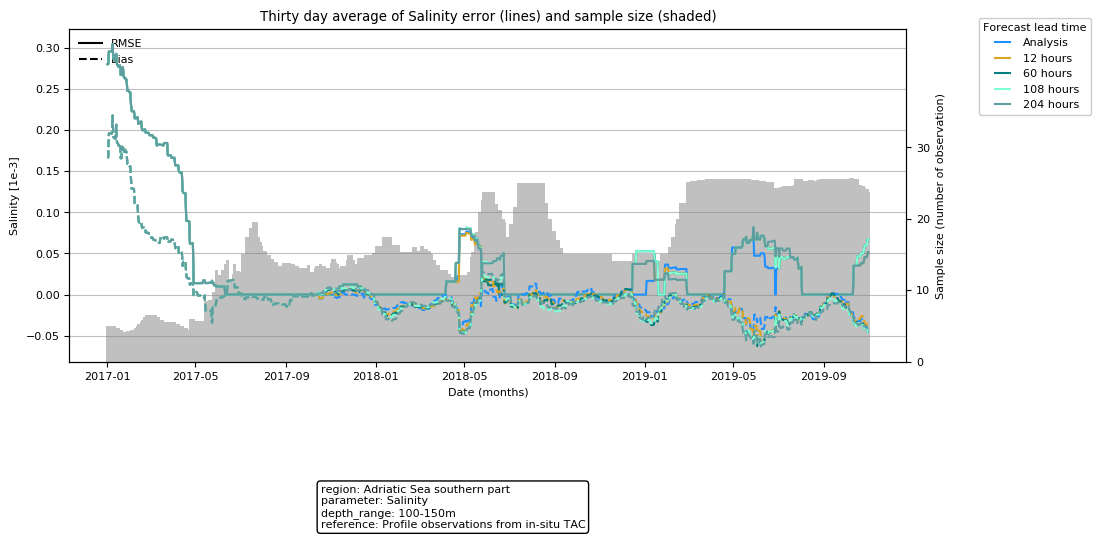 Thirty day average of Salinity error (lines) and sample size (shaded)
RMSE
Bias
Forecast lead time
Analysis
12 hours
60 hours
108 hours
204 hours
Salinity [1e-3]
0.30
0.25
0.20
0.15
0.10
0.05
0.00
−0.05
Sample size (number of observation)
30
20
10
0
2017-01 2017-05 2017-09 2018-01 2018-05 2018-09 2019-01 2019-05 2019-09
Date (months)
region: Adriatic Sea southern part
parameter: Salinity
depth_range: 100-150m
reference: Profile observations from in-situ TAC